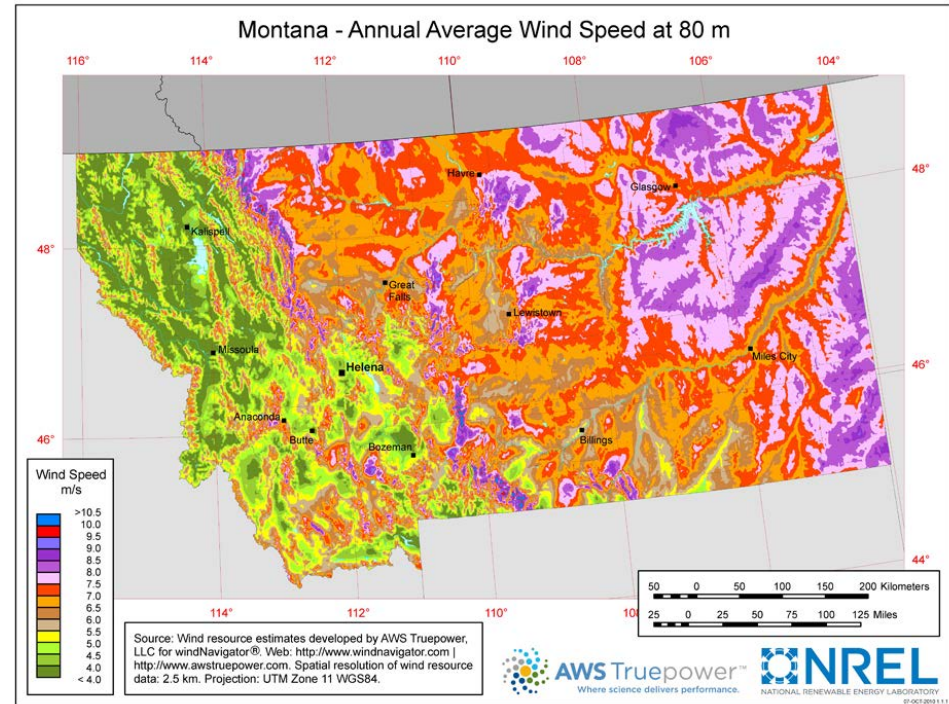 Montana - Annual Average Wind Speed at 80 m
116° 114° 112° 110° 108° 106° 104°
48°
Havre
Glasgow
Kalispell
48°
Great
Falls
Lewistown
Missoula
Helena
Miles City
46°
Anaconda
Butte
Billings
46°
Bozeman
Wind Speed
m/s
>10.5
10.0
9.5
9.0
8.5
8.0
7.5
7.0
6.5
6.0
5.5
5.0
4.5
4.0
< 4.0
44°
50 0 50 100 150 200 Kilometers
114° 112° 110° 108
25 0 25 50 75 100 125 Miles
Source: Wind resource estimates developed by AWS Truepower,
LLC for windNavigator®. Web: http://www.windnavigator.com |
http://www.awstruepower.com. Spatial resolution of wind resource
data: 2.5 km. Projection: UTM Zone 11 WGS84.
AWS Truepower™
Where science delivers performance.
NREL
NATIONAL RENEWABLE ENERGY LABORATORY